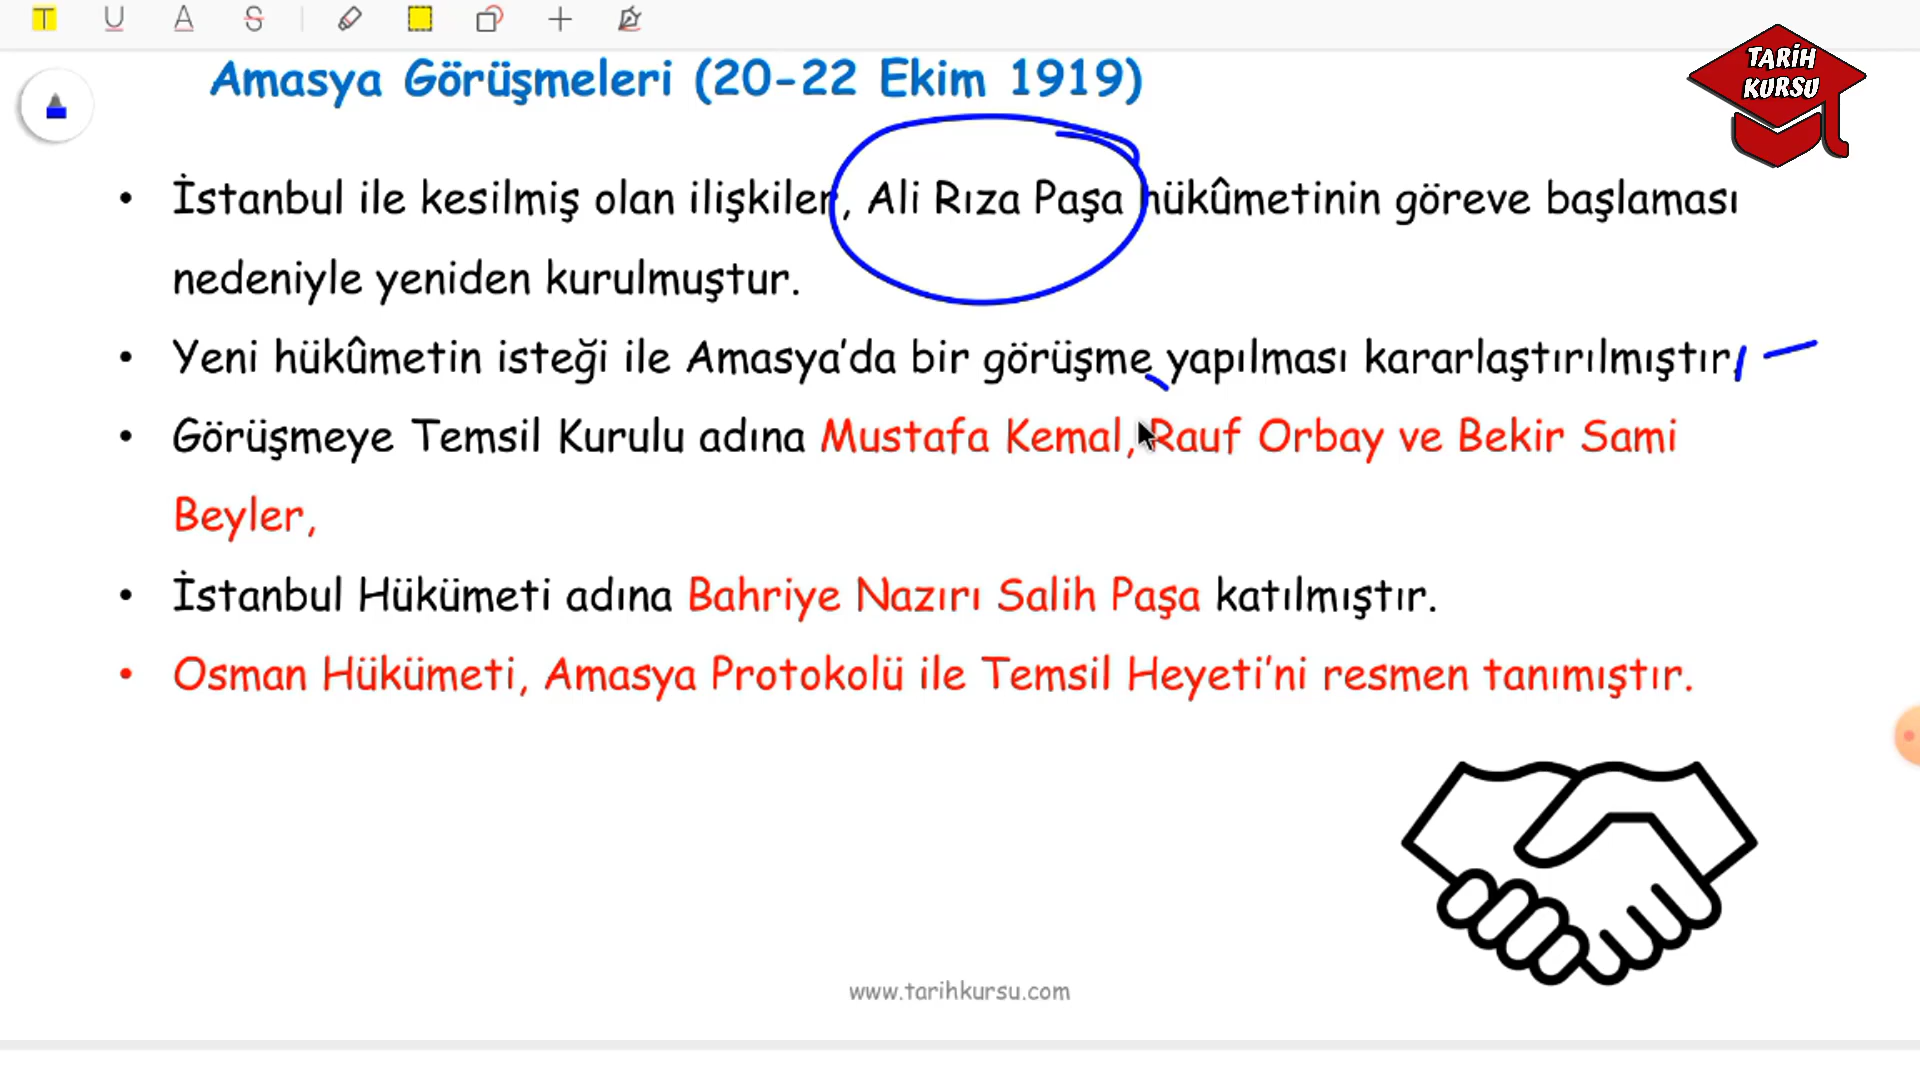 TARİH
KURSU
Amasya Görüşmeleri (20-22 Ekim 1919)
• İstanbul ile kesilmiş olan ilişkiler, Ali Rıza Paşa hükûmetinin göreve başlaması
nedeniyle yeniden kurulmuştur.
• Yeni hükûmetin isteği ile Amasya’da bir görüşme yapılması kararlaştırılmıştır.
• Görüşmeye Temsil Kurulu adına Mustafa Kemal, Rauf Orbay ve Bekir Sami
Beyler,
• İstanbul Hükümeti adına Bahriye Nazırı Salih Paşa katılmıştır.
• Osman Hükümeti, Amasya Protokolü ile Temsil Heyeti’ni resmen tanımıştır.
www.tarihkursu.com